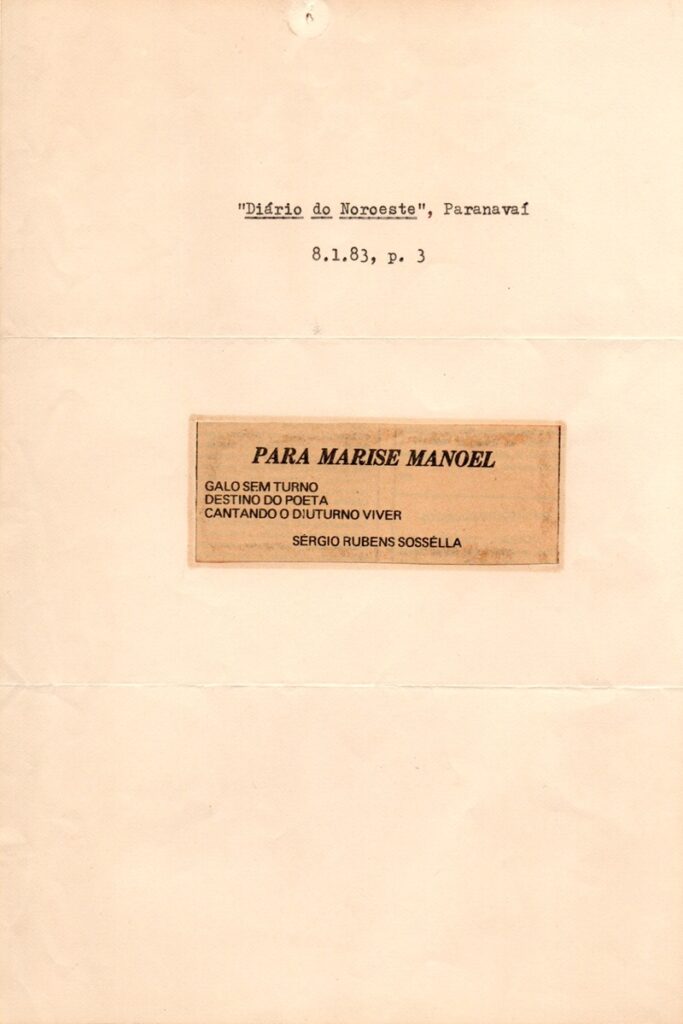 "Diário do Noroeste", Paranavaí
8.1.83, p. 3
PARA MARISE MANOEL
GALO SEM TURNO
DESTINO DO POETA
CANTANDO O DIUTURNO VIVER
SÉRGIO RUBENS SOSSÉLLA